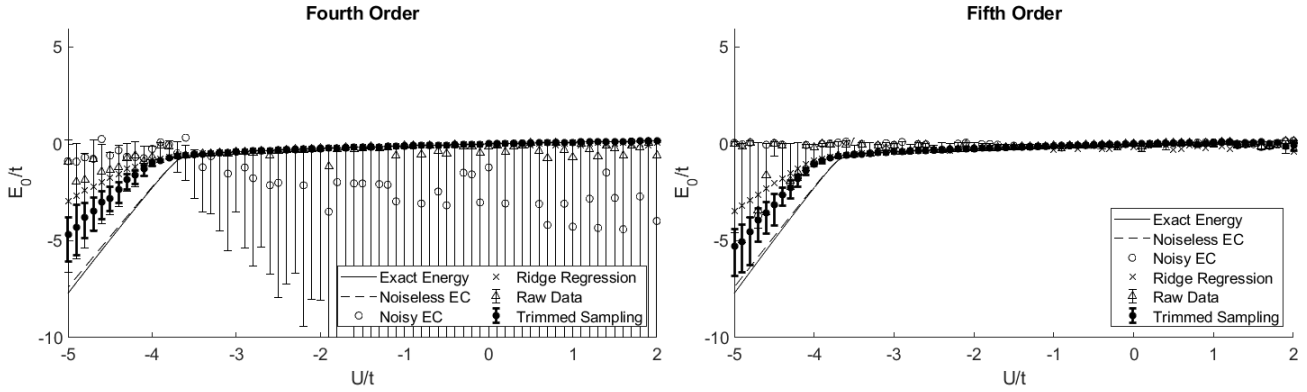 Fourth Order
5
0
-5
-10
E0/t
-5
-4
-3
-2
-1
0
1
2
U/t
Exact Energy
Noiseless EC
Noisy EC
Ridge Regression
Raw Data
Trimmed Sampling
Fifth Order
5
0
-5
-10
E0/t
-5
-4
-3
-2
-1
0
1
2
U/t
Exact Energy
Noiseless EC
Noisy EC
Ridge Regression
Raw Data
Trimmed Sampling